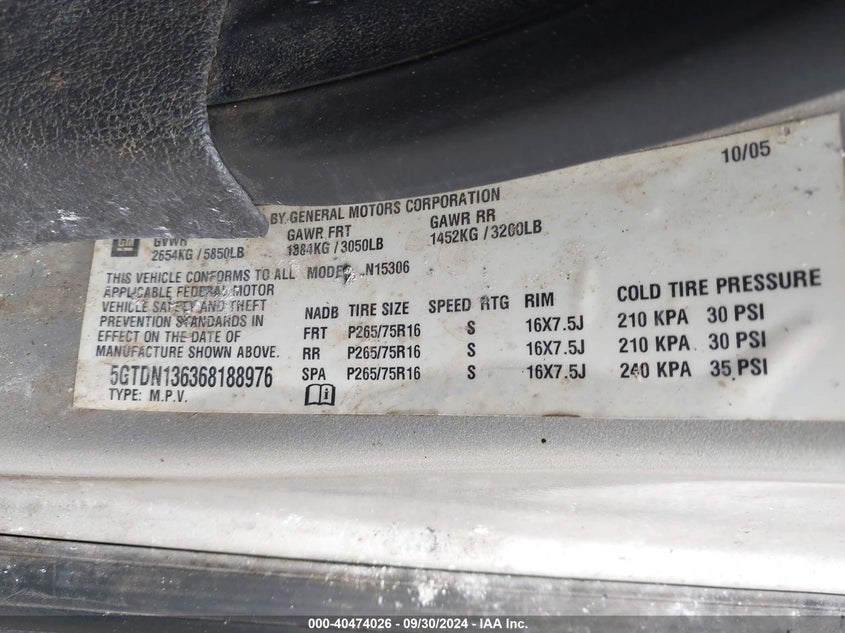 10/05
BY GENERAL MOTORS CORPORATION
GM
GVWR GAWR FRT GAWR RR
2654KG / 5850LB 1384KG / 3050LB 1452KG / 3200LB
THIS VEHICLE CONFORMS TO ALL MODEL: N15306
APPLICABLE FEDERAL MOTOR
VEHICLE SAFETY AND THEFT
PREVENTION STANDARDS IN
EFFECT ON THE DATE OF
MANUFACTURE SHOWN ABOVE.
5GTDN136368188976
TYPE: M.P.V.
NADB TIRE SIZE SPEED RTG RIM COLD TIRE PRESSURE
FRT P265/75R16 S 16X7.5J 210 KPA 30 PSI
RR P265/75R16 S 16X7.5J 210 KPA 30 PSI
SPA P265/75R16 S 16X7.5J 240 KPA 35 PSI
000-40474026 - 09/30/2024 - IAA Inc.